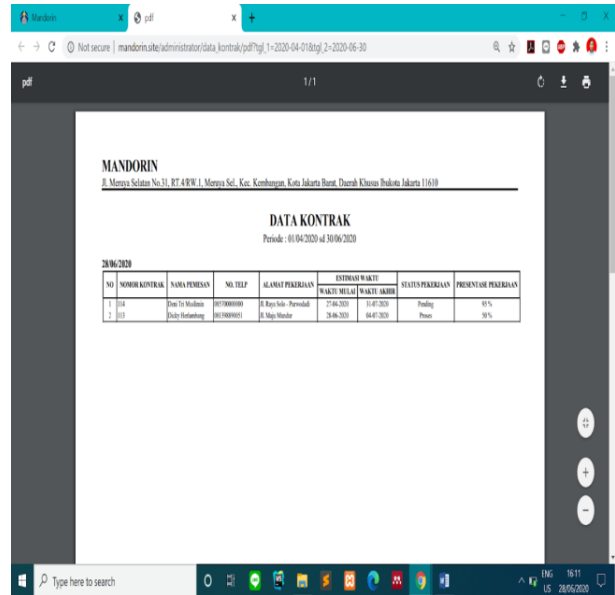 Mandorin
pdf
Not secure | mandorin.site/administrator/data_kontrak/pdf?tgl_1=2020-04-01&tgl_2=2020-06-30
pdf
1/1
MANDORIN
Jl. Meruya Selatan No.31, RT.4/RW.1, Meruya Sel., Kec. Kembangan, Kota Jakarta Barat, Daerah Khusus Ibukota Jakarta 11610
DATA KONTRAK
Periode : 01/04/2020 sd 30/06/2020
28/06/2020
NO NOMOR KONTRAK NAMA PEMESAN NO. TELP ALAMAT PEKERJAAN ESTIMASI WAKTU STATUS PEKERJAAN PRESENTASE PEKERJAAN
WAKTU MULAI WAKTU AKHIR
1 114 Deni Tri Jl. Raya Solo - Purwodadi 27-04-2020 31-07-2020 Pending 95 %
2 113 Dicky Herlambang Jl. Maju Mundur 28-06-2020 04-07-2020 Proses 50 %
Type here to search
ENG 16:11
US 28/06/2020